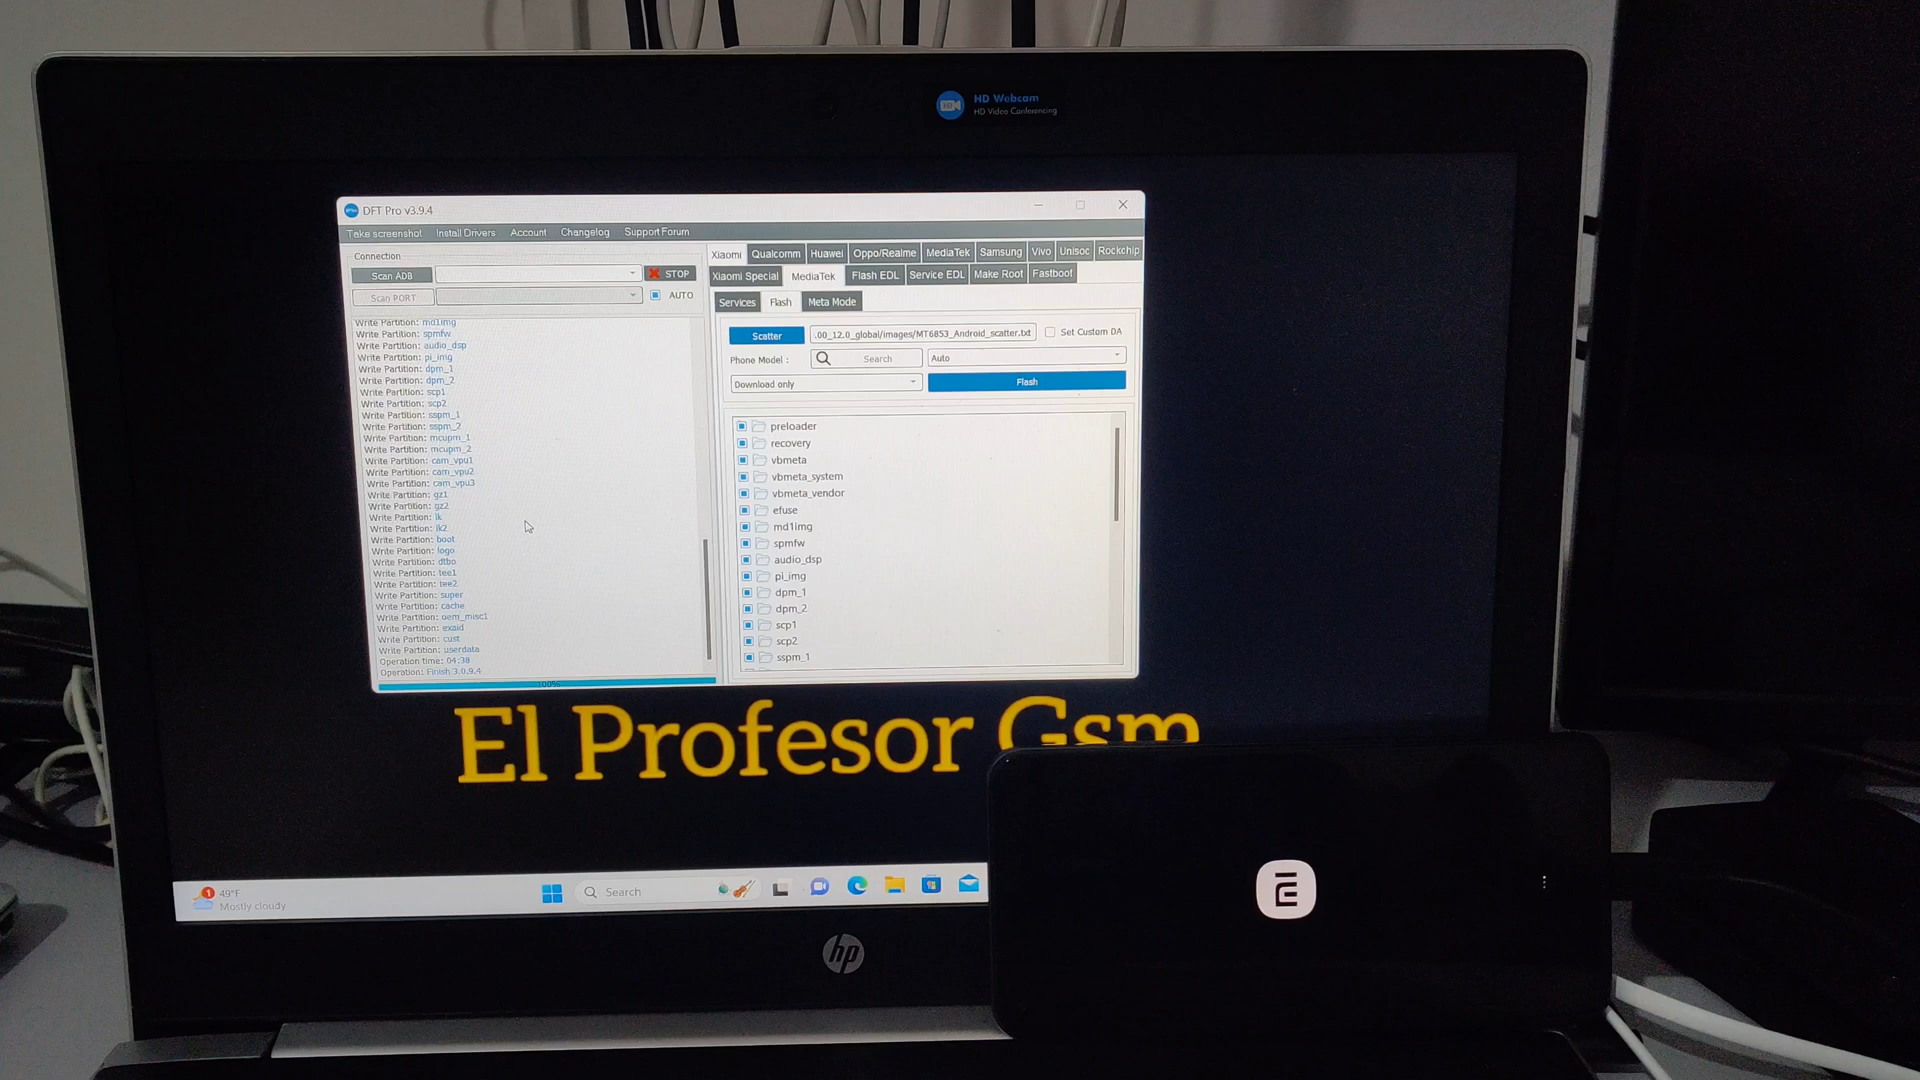 HD Webcam
HD Video Conferencing
DFT Pro v3.9.4
Take screenshot Install Drivers Account Changelog Support Forum
Connection
Scan ADB STOP
Scan PORT AUTO
Write Partition: md1img
Write Partition: spmfw
Write Partition: audio_dsp
Write Partition: pi_img
Write Partition: dpm_1
Write Partition: dpm_2
Write Partition: scp1
Write Partition: scp2
Write Partition: sspm_1
Write Partition: sspm_2
Write Partition: mcupm_1
Write Partition: mcupm_2
Write Partition: cam_vpu1
Write Partition: cam_vpu2
Write Partition: cam_vpu3
Write Partition: gz1
Write Partition: gz2
Write Partition: lk
Write Partition: lk2
Write Partition: boot
Write Partition: logo
Write Partition: dtbo
Write Partition: tee1
Write Partition: tee2
Write Partition: super
Write Partition: cache
Write Partition: oem_misc1
Write Partition: exaid
Write Partition: cust
Write Partition: userdata
Operation time: 04:38
Operation: Finish 3.0.9.4
100%
Xiaomi Qualcomm Huawei Oppo/Realme MediaTek Samsung Vivo Unisoc Rockchip
Xiaomi Special MediaTek Flash EDL Service EDL Make Root Fastboot
Services Flash Meta Mode
Scatter .00_12.0_global/images/MT6853_Android_scatter.txt Set Custom DA
Phone Model : Search Auto
Download only Flash
preloader
recovery
vbmeta
vbmeta_system
vbmeta_vendor
efuse
md1img
spmfw
audio_dsp
pi_img
dpm_1
dpm_2
scp1
scp2
sspm_1
El Profesor Gsm
1 49°F
Mostly cloudy
Search
hp